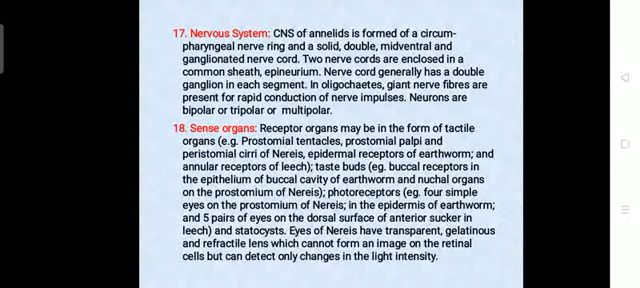 17. Nervous System: CNS of annelids is formed of a circum-
pharyngeal nerve ring and a solid, double, midventral and
ganglionated nerve cord. Two nerve cords are enclosed in a
common sheath, epineurium. Nerve cord generally has a double
ganglion in each segment. In oligochaetes, giant nerve fibres are
present for rapid conduction of nerve impulses. Neurons are
bipolar or tripolar or multipolar.
18. Sense organs: Receptor organs may be in the form of tactile
organs (e.g. Prostomial tentacles, prostomial palpi and
peristomial cirri of Nereis, epidermal receptors of earthworm; and
annular receptors of leech); taste buds (eg. buccal receptors in
the epithelium of buccal cavity of earthworm and nuchal organs
on the prostomium of Nereis); photoreceptors (eg. four simple
eyes on the prostomium of Nereis; in the epidermis of earthworm;
and 5 pairs of eyes on the dorsal surface of anterior sucker in
leech) and statocysts. Eyes of Nereis have transparent, gelatinous
and refractile lens which cannot form an image on the retinal
cells but can detect only changes in the light intensity.